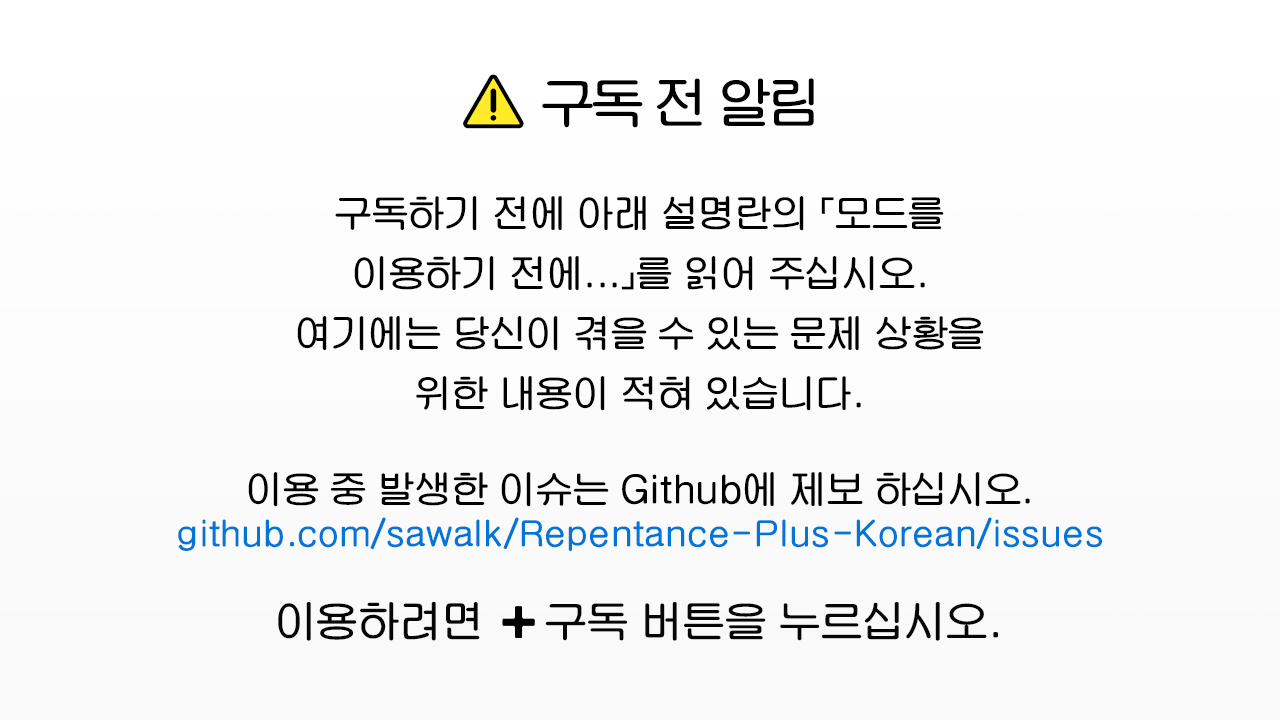 ⚠ 구독 전 알림
구독하기 전에 아래 설명란의 「모드를
이용하기 전에...」를 읽어 주십시오.
여기에는 당신이 겪을 수 있는 문제 상황을
위한 내용이 적혀 있습니다.
이용 중 발생한 이슈는 Github에 제보 하십시오.
github.com/sawalk/Repentance-Plus-Korean/issues
이용하려면 ➕구독 버튼을 누르십시오.